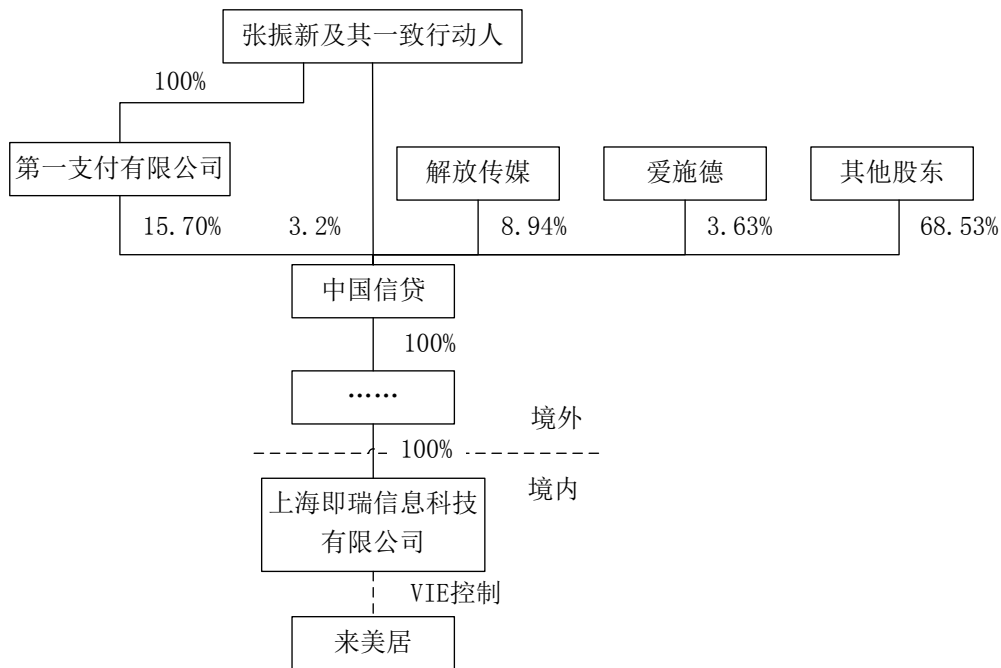 张振新及其一致行动人
100%
第一支付有限公司
解放传媒
爱施德
其他股东
15.70%
3.2%
8.94%
3.63%
68.53%
中国信贷
100%
······
境外
100%
境内
上海即瑞信息科技
有限公司
VIE控制
来美居